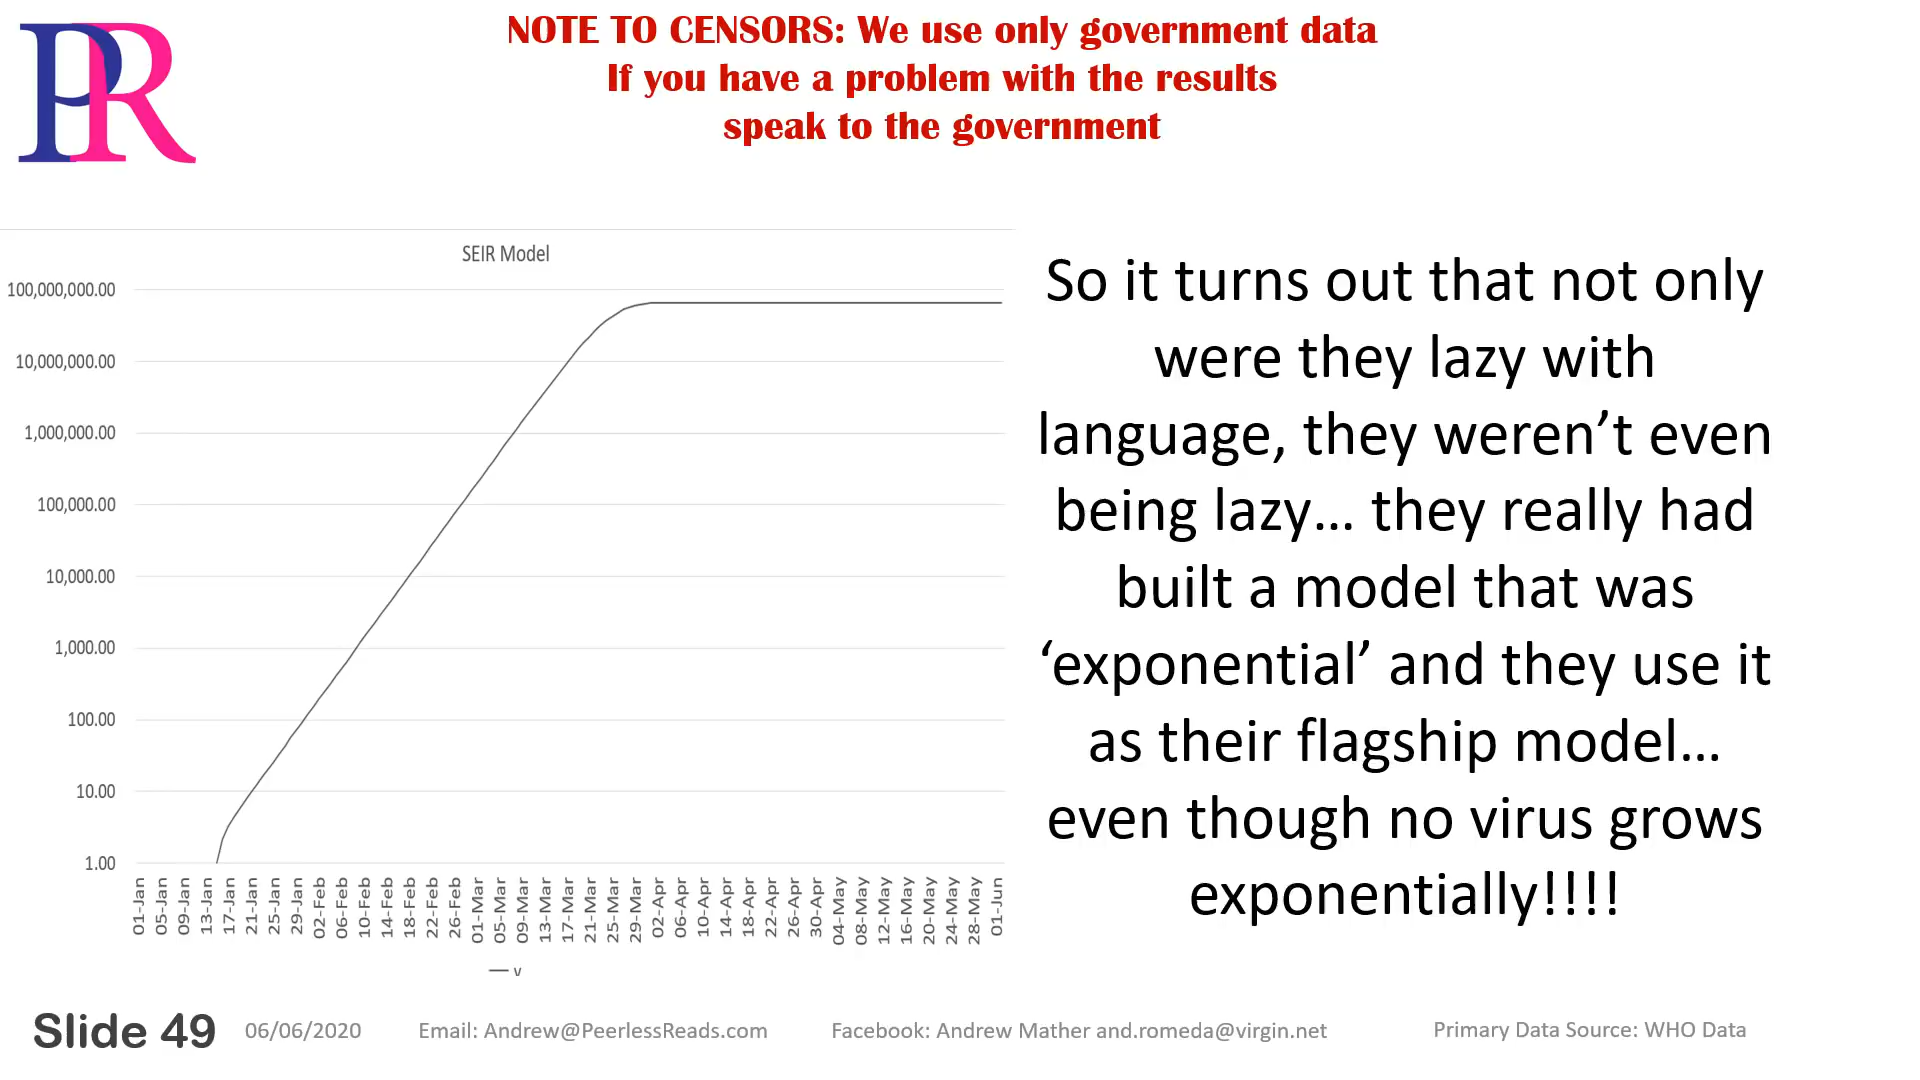 PR
NOTE TO CENSORS: We use only government data
If you have a problem with the results
speak to the government
SEIR Model
100,000,000.00
10,000,000.00
1,000,000.00
100,000.00
10,000.00
1,000.00
100.00
10.00
1.00
01-Jan
05-Jan
09-Jan
13-Jan
17-Jan
21-Jan
25-Jan
29-Jan
02-Feb
06-Feb
10-Feb
14-Feb
18-Feb
22-Feb
26-Feb
01-Mar
05-Mar
09-Mar
13-Mar
17-Mar
21-Mar
25-Mar
29-Mar
02-Apr
06-Apr
10-Apr
14-Apr
18-Apr
22-Apr
26-Apr
30-Apr
04-May
08-May
12-May
16-May
20-May
24-May
28-May
01-Jun
So it turns out that not only
were they lazy with
language, they weren’t even
being lazy... they really had
built a model that was
‘exponential’ and they use it
as their flagship model...
even though no virus grows
exponentially!!!!
Slide 49 06/06/2020 Email: Andrew@PeerlessReads.com Facebook: Andrew Mather and.romeda@virgin.net Primary Data Source: WHO Data